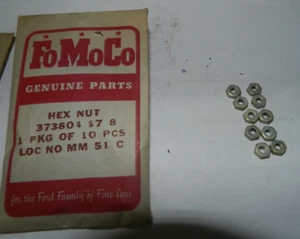 FoMoCo
GENUINE PARTS
HEX NUT
373804 S7 8
1 PKG OF 10 PCS
LOC NO MM 51 C
for the Ford Family of Fine Cars